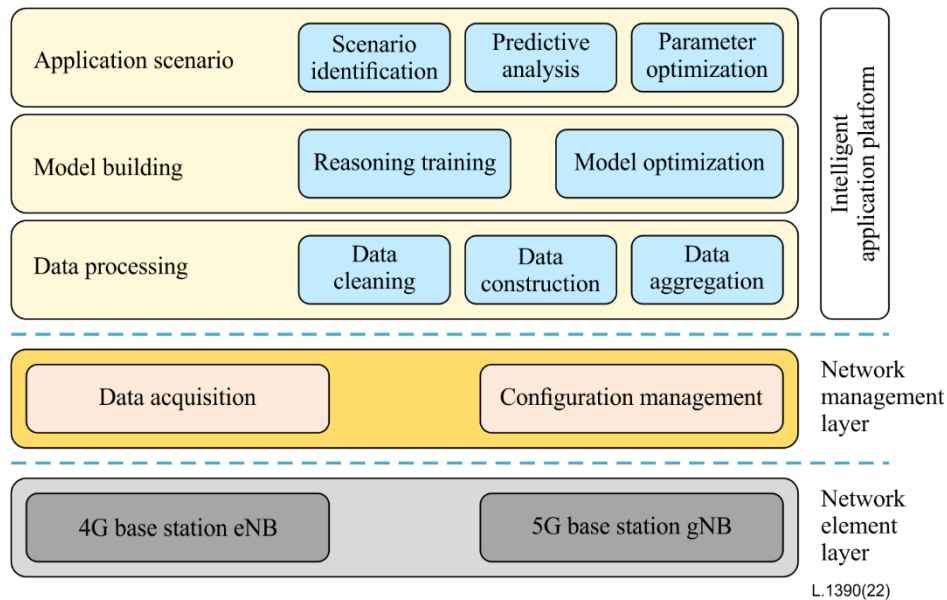 Application scenario
Scenario
identification
Predictive
analysis
Parameter
optimization
Model building
Reasoning training
Model optimization
Data processing
Data
cleaning
Data
construction
Data
aggregation
Intelligent
application platform
Data acquisition
Configuration management
Network
management
layer
4G base station eNB
5G base station gNB
Network
element
layer
L.1390(22)